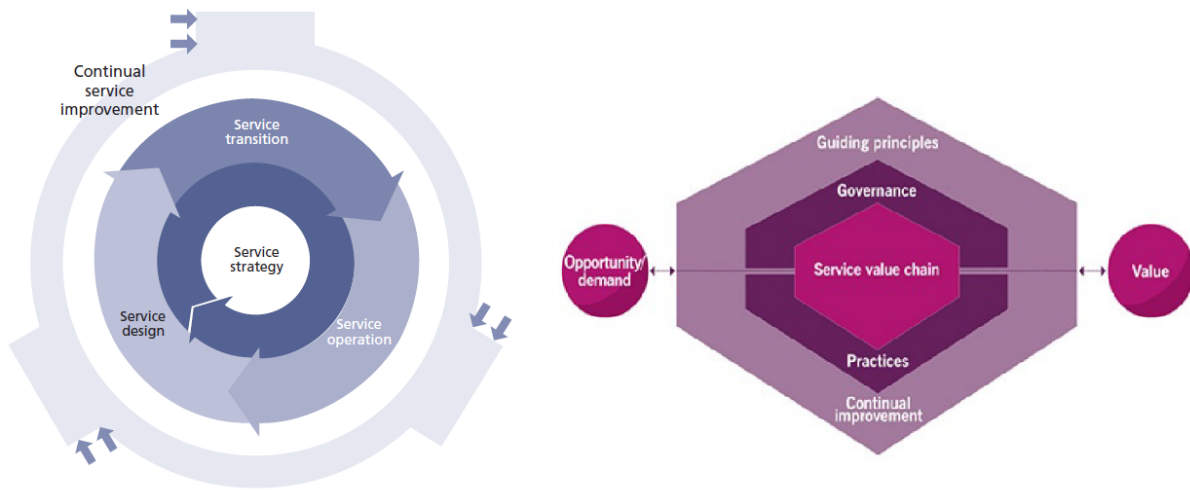 Continual
service
improvement
Service
transition
Service
strategy
Service
design
Service
operation
Guiding principles
Governance
Opportunity/
demand
Service value chain
Value
Practices
Continual
improvement